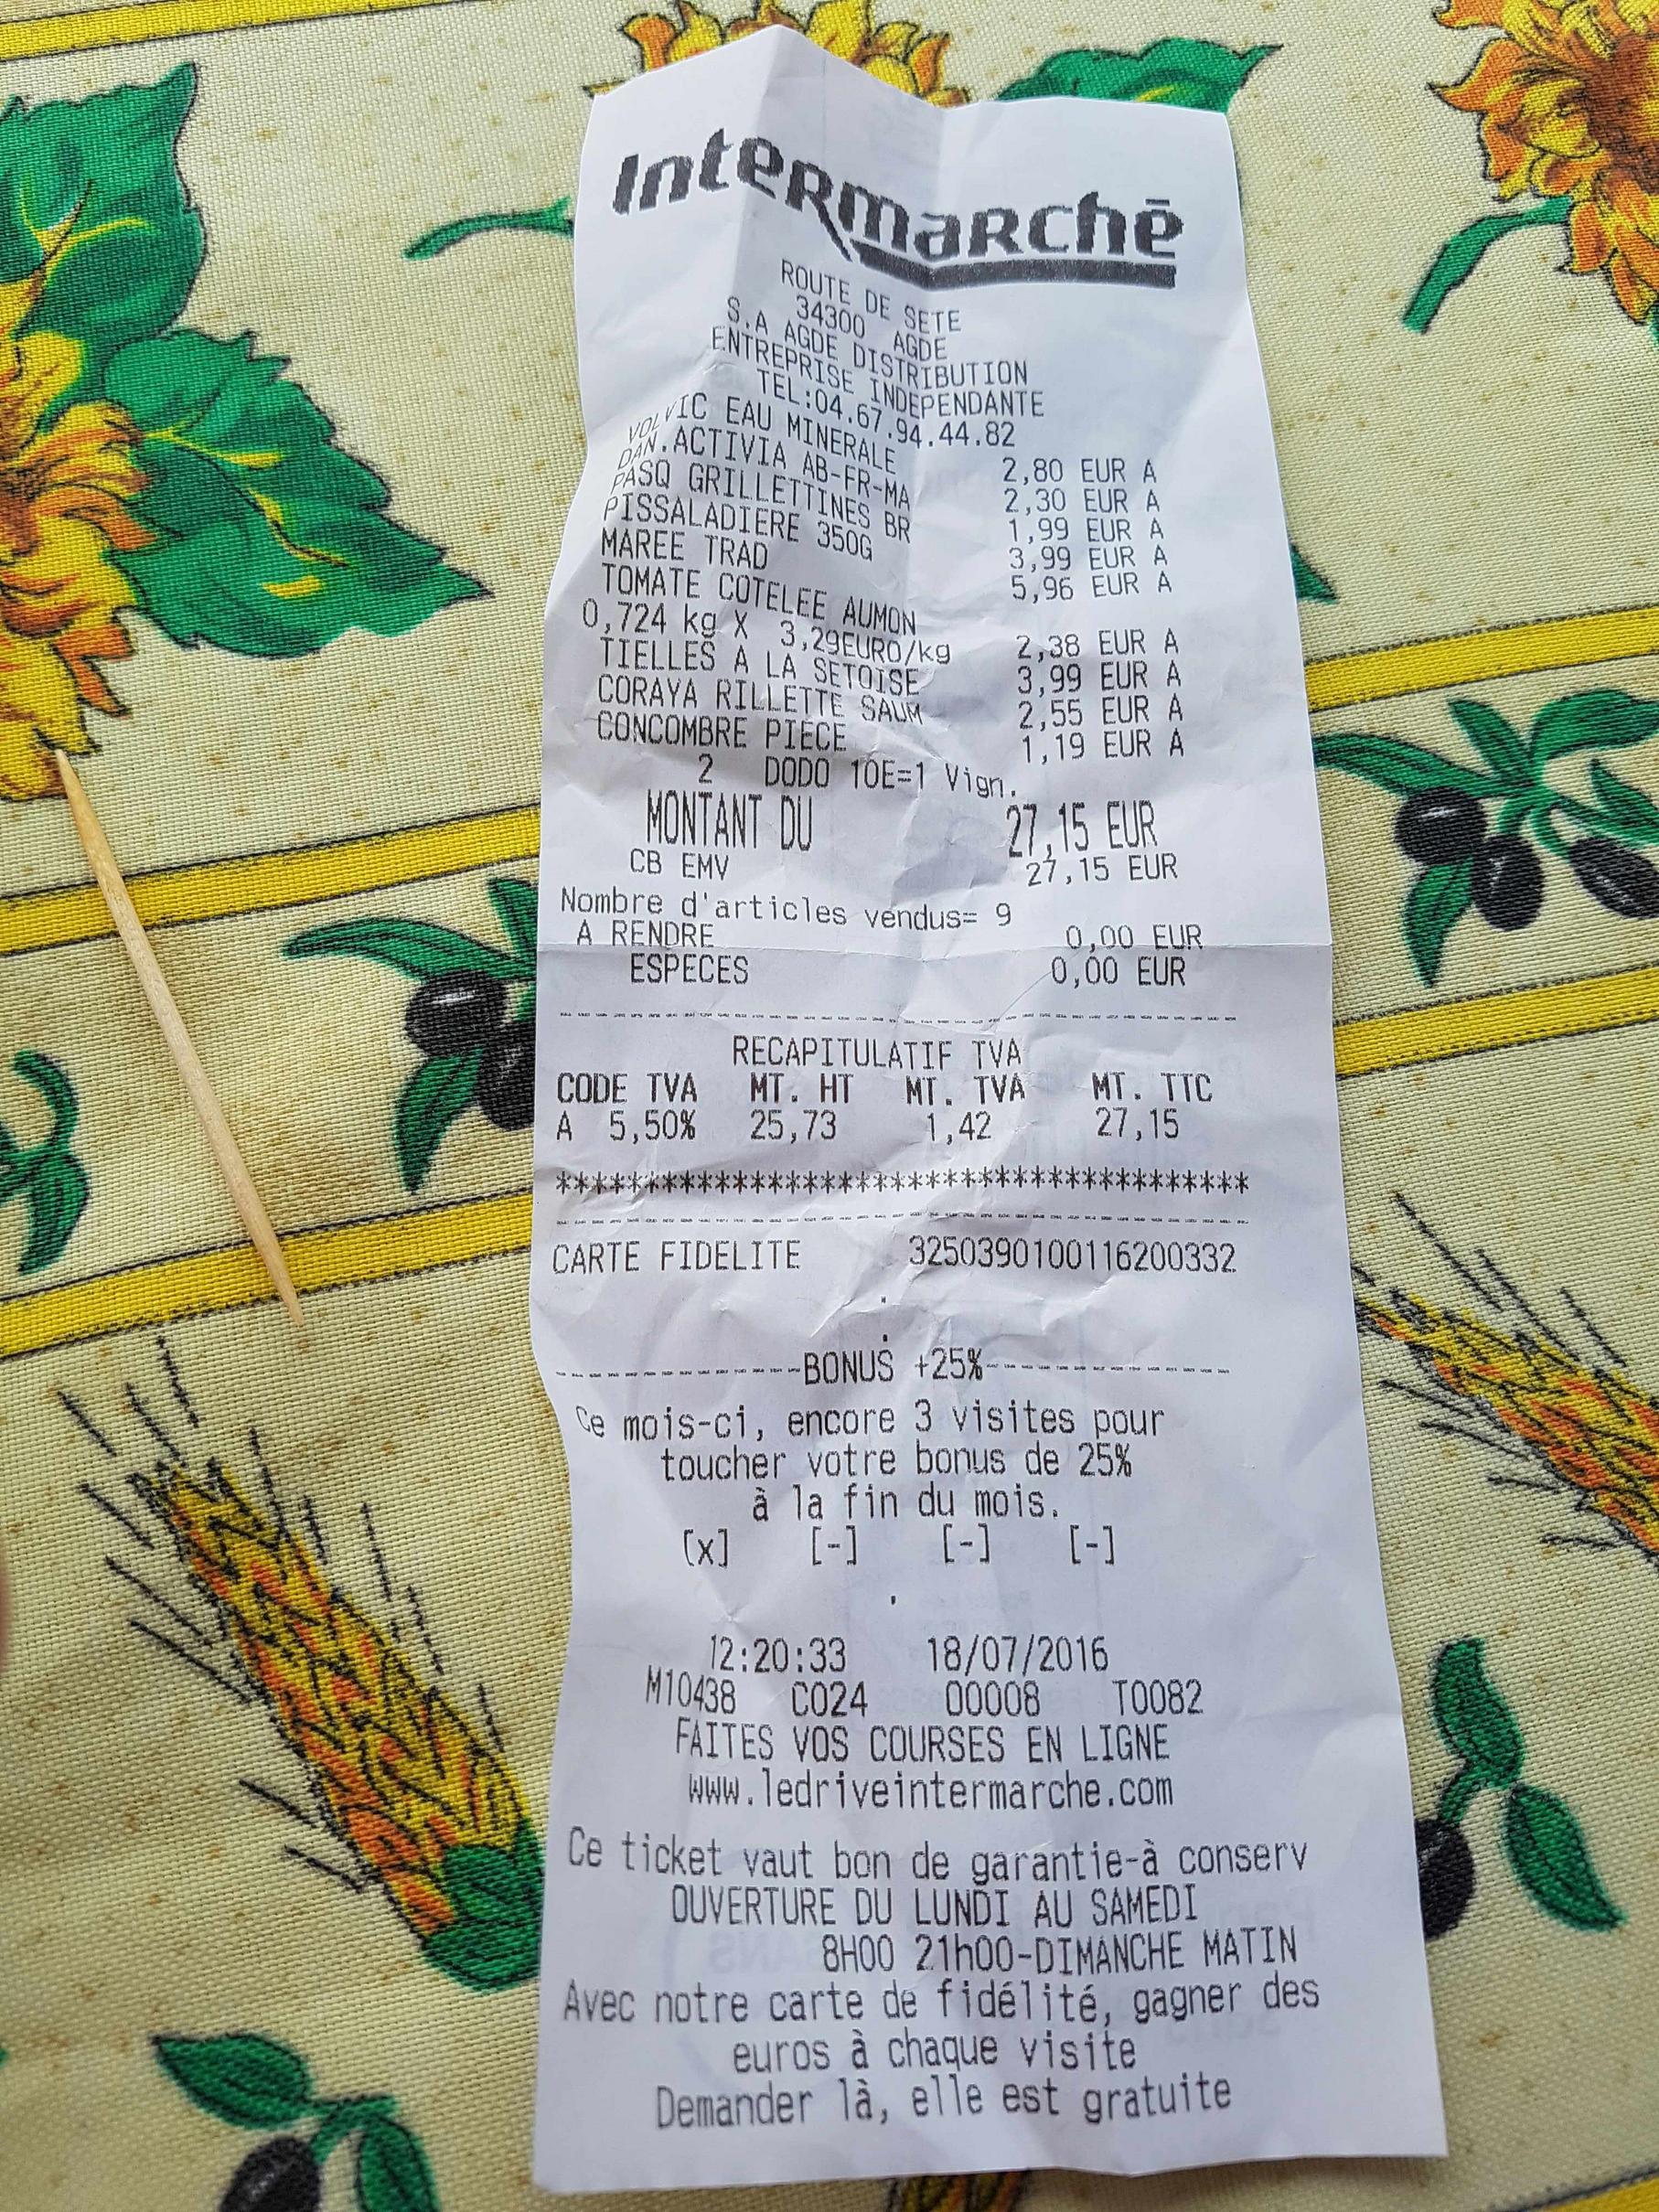 Intermarchē
ROUTE DE SETE
34300 AGDE
S.A AGDE DISTRIBUTION
ENTREPRISE INDEPENDANTE
TEL:04.67.94.44.82
VOLVIC EAU MINERALE 2,80 EUR A
DAN.ACTIVIA AB-FR-MA 2,30 EUR A
PASQ GRILLETTINES BR 1,99 EUR A
PISSALADIERE 350G 3,99 EUR A
MAREE TRAD 5,96 EUR A
TOMATE COTELEE AUMON
0,724 kg X 3,29EURO/kg 2,38 EUR A
TIELLES A LA SETOISE 3,99 EUR A
CORAYA RILLETTE SAUM 2,55 EUR A
CONCOMBRE PIECE 1,19 EUR A
2 DODO 10E=1 Vign.
MONTANT DU 27,15 EUR
CB EMV 27,15 EUR
Nombre d'articles vendus= 9
A RENDRE 0,00 EUR
ESPECES 0,00 EUR
RECAPITULATIF TVA
CODE TVA MT. HT MT. TVA MT. TTC
A 5,50% 25,73 1,42 27,15
***************************************
CARTE FIDELITE 3250390100116200332
.
.
--------------BONUS +25%--------------
Ce mois-ci, encore 3 visites pour
toucher votre bonus de 25%
à la fin du mois.
[x] [-] [-] [-]
.
12:20:33 18/07/2016
M10438 C024 00008 T0082
FAITES VOS COURSES EN LIGNE
www.ledriveintermarche.com
Ce ticket vaut bon de garantie-à conserv
OUVERTURE DU LUNDI AU SAMEDI
8H00 21h00-DIMANCHE MATIN
Avec notre carte de fidélité, gagner des
euros à chaque visite
Demander là, elle est gratuite